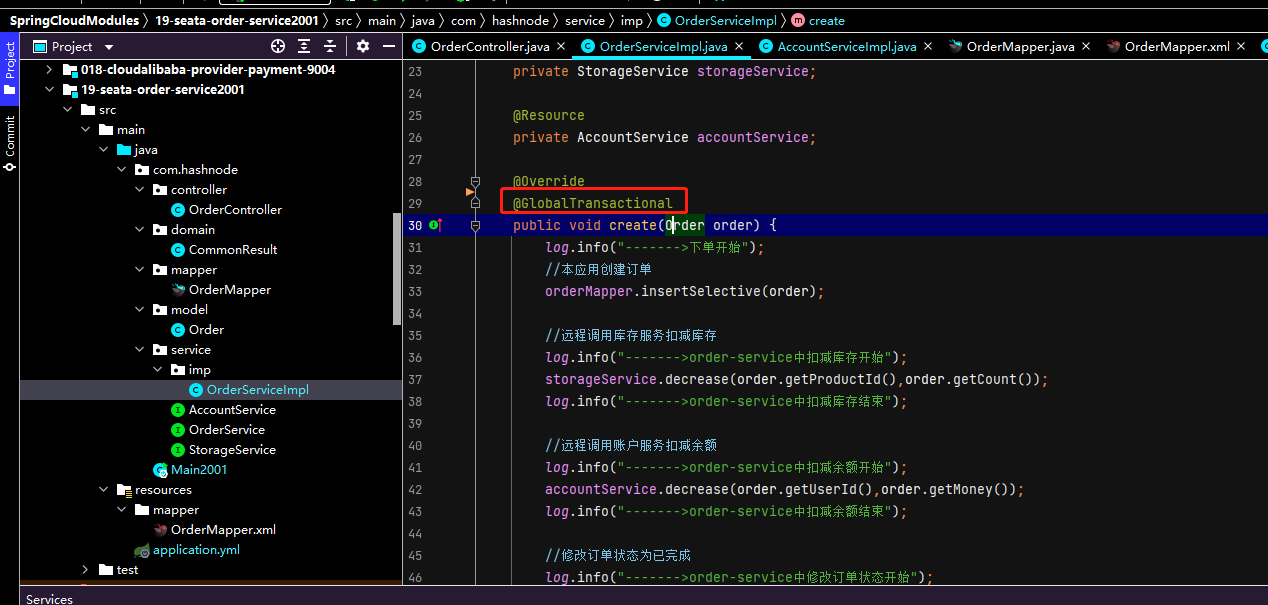 SpringCloudModules 〉 19-seata-order-service2001 〉 src 〉 main 〉 java 〉 com 〉 hashnode 〉 service 〉 imp 〉 OrderServiceImpl 〉 create
Project
Commit
Project
018-cloudalibaba-provider-payment-9004
19-seata-order-service2001
src
main
java
com.hashnode
controller
OrderController
domain
CommonResult
mapper
OrderMapper
model
Order
service
imp
OrderServiceImpl
AccountService
OrderService
StorageService
Main2001
resources
mapper
OrderMapper.xml
application.yml
test
OrderController.java OrderServiceImpl.java AccountServiceImpl.java OrderMapper.java OrderMapper.xml
23 private StorageService storageService;
24
25 @Resource
26 private AccountService accountService;
27
28 @Override
29 @GlobalTransactional
30 public void create(Order order) {
31 log.info("------->下单开始");
32 //本应用创建订单
33 orderMapper.insertSelective(order);
34
35 //远程调用库存服务扣减库存
36 log.info("------->order-service中扣减库存开始");
37 storageService.decrease(order.getProductId(),order.getCount());
38 log.info("------->order-service中扣减库存结束");
39
40 //远程调用账户服务扣减余额
41 log.info("------->order-service中扣减余额开始");
42 accountService.decrease(order.getUserId(),order.getMoney());
43 log.info("------->order-service中扣减余额结束");
44
45 //修改订单状态为已完成
46 log.info("------->order-service中修改订单状态开始");
Services